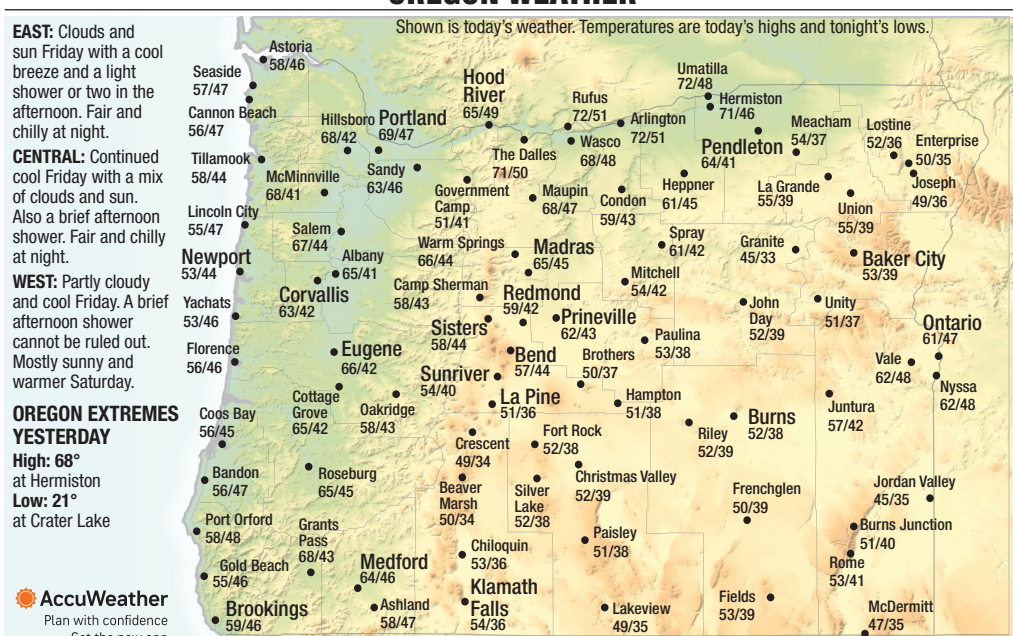 OREGON WEATHER
Shown is today's weather. Temperatures are today's highs and tonight's lows.
EAST: Clouds and
sun Friday with a cool
breeze and a light
shower or two in the
afternoon. Fair and
chilly at night.
CENTRAL: Continued
cool Friday with a mix
of clouds and sun.
Also a brief afternoon
shower. Fair and chilly
at night.
WEST: Partly cloudy
and cool Friday. A brief
afternoon shower
cannot be ruled out.
Mostly sunny and
warmer Saturday.
OREGON EXTREMES
YESTERDAY
High: 68°
at Hermiston
Low: 21°
at Crater Lake
AccuWeather
Plan with confidence
Get the new app
Astoria
58/46
Seaside
57/47
Cannon Beach
56/47
Tillamook
58/44
Hillsboro
68/42
Portland
69/47
Sandy
63/46
McMinnville
68/41
Lincoln City
55/47
Salem
67/44
Newport
53/44
Albany
65/41
Corvallis
63/42
Yachats
53/46
Florence
56/46
Eugene
66/42
Cottage
Grove
65/42
Oakridge
58/43
Coos Bay
56/45
Bandon
56/47
Roseburg
65/45
Port Orford
58/48
Grants
Pass
68/43
Gold Beach
55/46
Medford
64/46
Brookings
59/46
Ashland
58/47
Hood
River
65/49
Rufus
72/51
The Dalles
71/50
Wasco
68/48
Arlington
72/51
Umatilla
72/48
Hermiston
71/46
Pendleton
64/41
Meacham
54/37
Lostine
52/36
Enterprise
50/35
Joseph
49/36
La Grande
55/39
Union
55/39
Government
Camp
51/41
Maupin
68/47
Condon
59/43
Heppner
61/45
Warm Springs
66/44
Madras
65/45
Spray
61/42
Granite
45/33
Baker City
53/39
Camp Sherman
58/43
Redmond
59/42
Mitchell
54/42
Sisters
58/44
Prineville
62/43
Paulina
53/38
John
Day
52/39
Unity
51/37
Ontario
61/47
Vale
62/48
Nyssa
62/48
Bend
57/44
Brothers
50/37
Sunriver
54/40
La Pine
51/36
Hampton
51/38
Burns
52/38
Riley
52/39
Juntura
57/42
Crescent
49/34
Fort Rock
52/38
Christmas Valley
52/39
Beaver
Marsh
50/34
Silver
Lake
52/38
Frenchglen
50/39
Jordan Valley
45/35
Paisley
51/38
Burns Junction
51/40
Rome
53/41
Chiloquin
53/36
Klamath
Falls
54/36
Lakeview
49/35
Fields
53/39
McDermitt
47/35